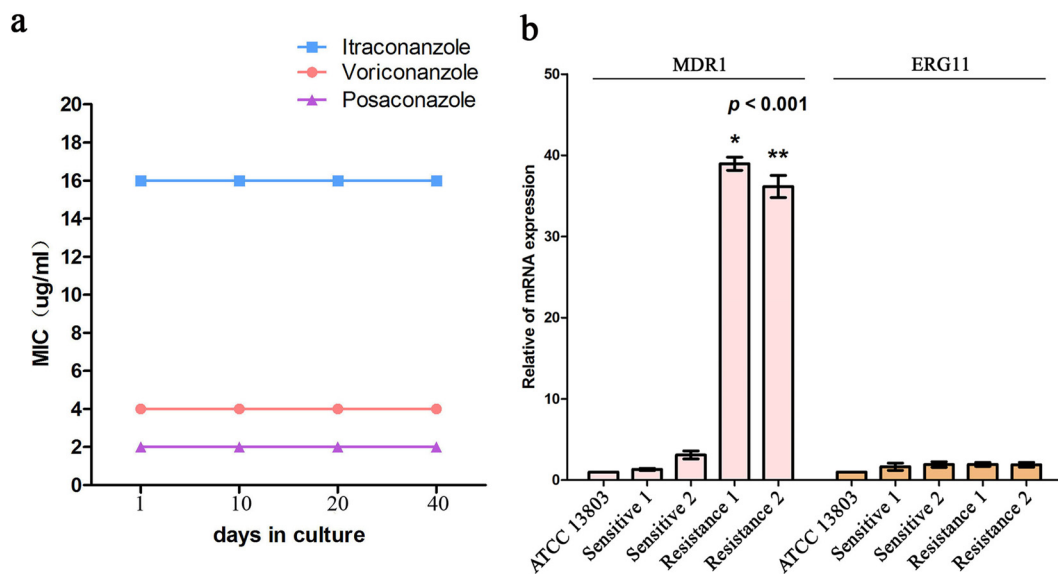 a
Itraconanzole
Voriconanzole
Posaconazole
20
18
16
14
12
10
8
6
4
2
0
MIC（ug/ml）
1 10 20 40
days in culture
b
MDR1 ERG11
p < 0.001
* **
50
40
30
20
10
0
Relative of mRNA expression
ATCC 13803 Sensitive 1 Sensitive 2 Resistance 1 Resistance 2 ATCC 13803 Sensitive 1 Sensitive 2 Resistance 1 Resistance 2